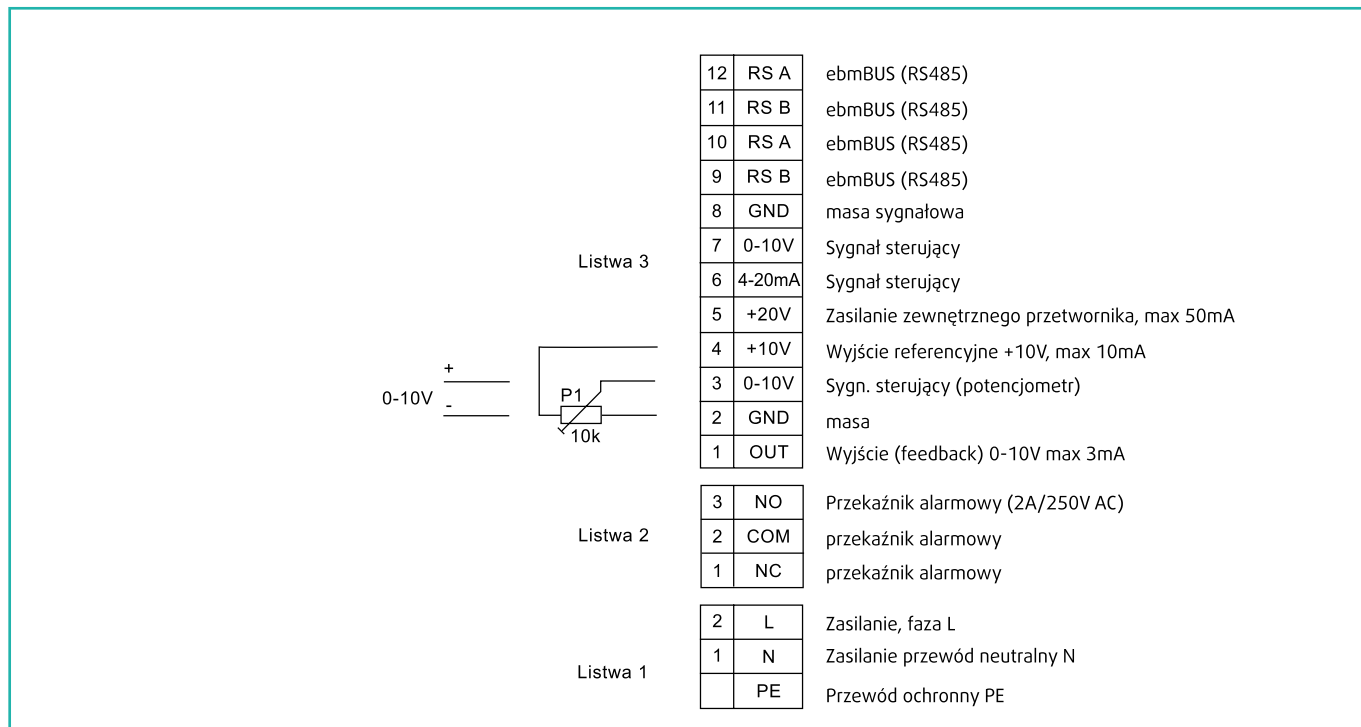 12 RS A ebmBUS (RS485)
11 RS B ebmBUS (RS485)
10 RS A ebmBUS (RS485)
9 RS B ebmBUS (RS485)
8 GND masa sygnałowa
7 0-10V Sygnał sterujący
Listwa 3
6 4-20mA Sygnał sterujący
5 +20V Zasilanie zewnętrznego przetwornika, max 50mA
4 +10V Wyjście referencyjne +10V, max 10mA
+
0-10V
-
P1
10k
3 0-10V Sygn. sterujący (potencjometr)
2 GND masa
1 OUT Wyjście (feedback) 0-10V max 3mA
3 NO Przekaźnik alarmowy (2A/250V AC)
Listwa 2
2 COM przekaźnik alarmowy
1 NC przekaźnik alarmowy
2 L Zasilanie, faza L
1 N Zasilanie przewód neutralny N
Listwa 1
PE Przewód ochronny PE